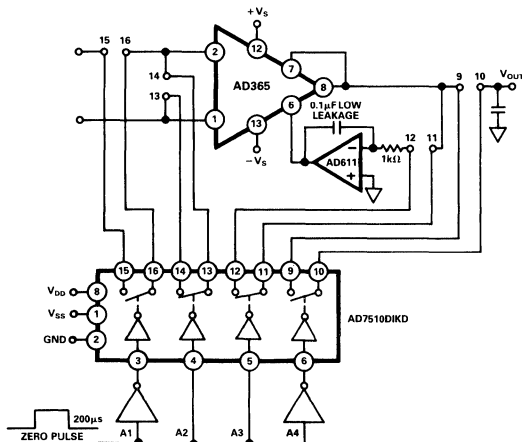 +VS
15 16 2 12 7
14 AD365 8 9 10 VOUT
13 6 0.1µF LOW
LEAKAGE
1 13 12 11
−VS AD611 1kΩ
− +
15 16 14 13 12 11 9 10
VDD 8
VSS 1 AD7510DIKD
GND 2
3 4 5 6
200µs
ZERO PULSE A1 A2 A3 A4